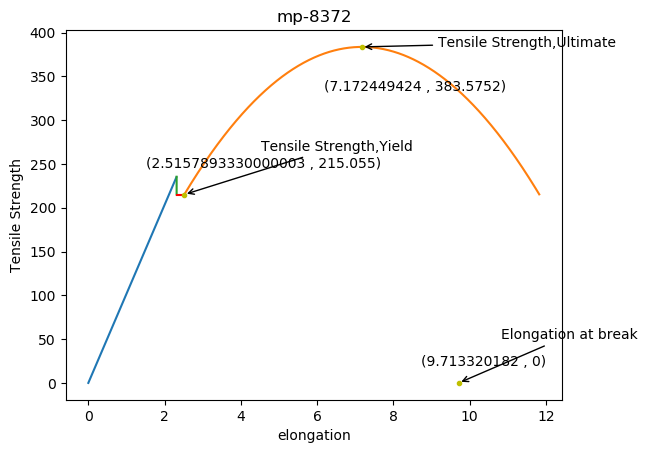 mp-8372
400
350
300
250
200
150
100
50
0
Tensile Strength
Tensile Strength,Ultimate
(7.172449424 , 383.5752)
Tensile Strength,Yield
(2.5157893330000003 , 215.055)
Elongation at break
(9.713320182 , 0)
0 2 4 6 8 10 12
elongation